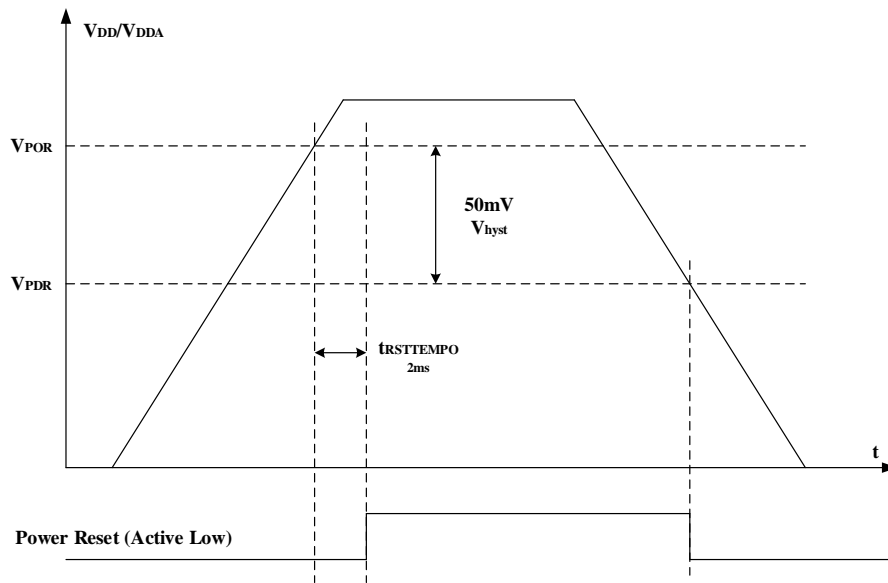 VDD/VDDA
VPOR
50mV
Vhyst
VPDR
tRSTTEMPO
2ms
t
Power Reset (Active Low)